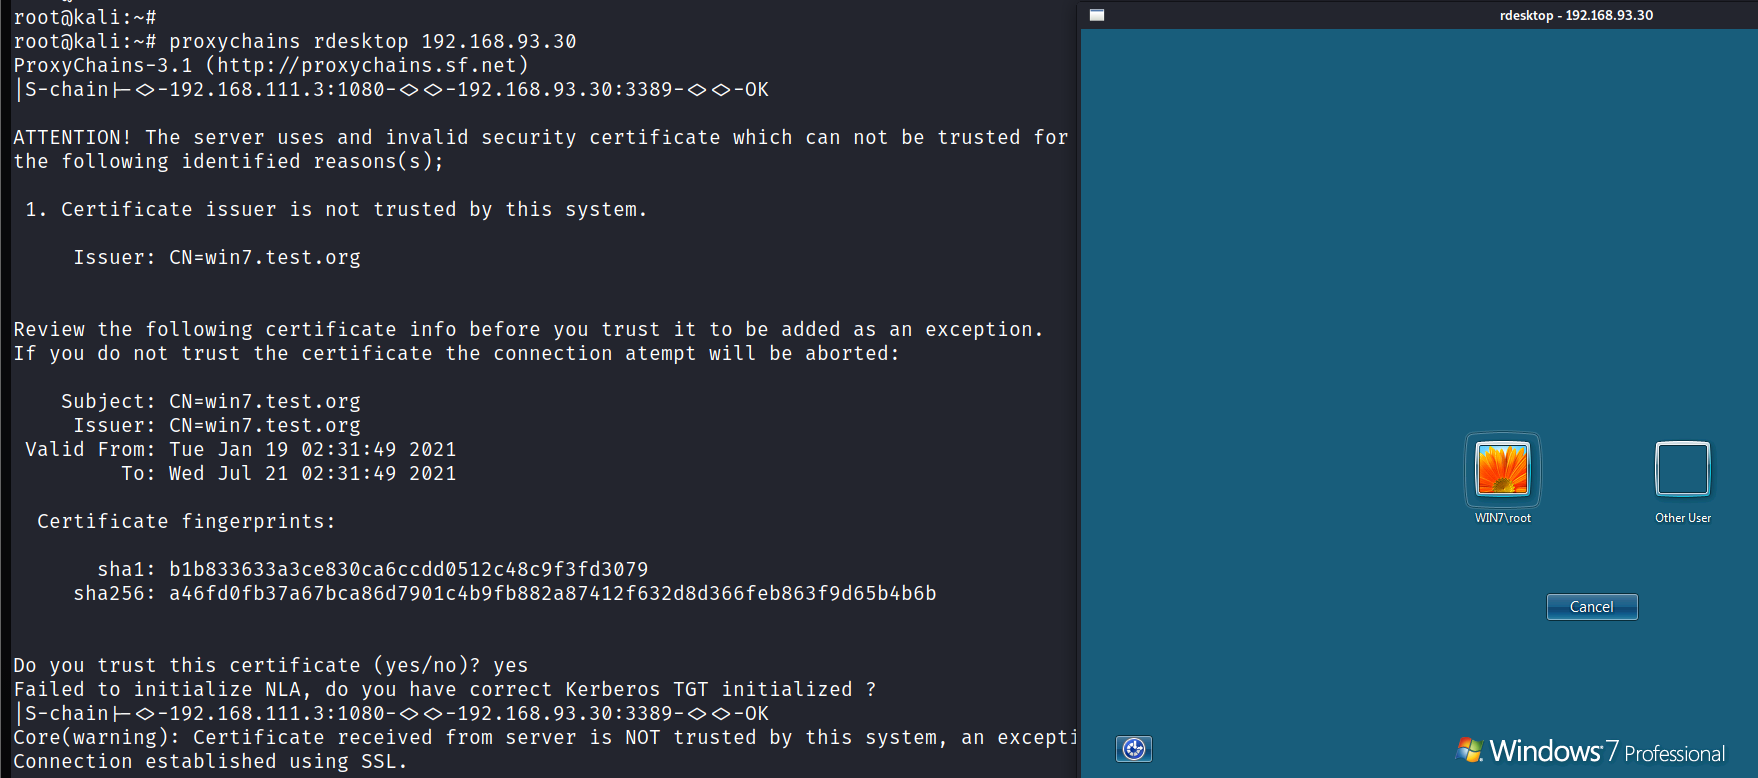 root@kali:~#
root@kali:~# proxychains rdesktop 192.168.93.30
ProxyChains-3.1 (http://proxychains.sf.net)
|S-chain|-<>-192.168.111.3:1080-<><>-192.168.93.30:3389-<><>-OK
ATTENTION! The server uses and invalid security certificate which can not be trusted for
the following identified reasons(s);
1. Certificate issuer is not trusted by this system.
Issuer: CN=win7.test.org
Review the following certificate info before you trust it to be added as an exception.
If you do not trust the certificate the connection atempt will be aborted:
Subject: CN=win7.test.org
Issuer: CN=win7.test.org
Valid From: Tue Jan 19 02:31:49 2021
To: Wed Jul 21 02:31:49 2021
Certificate fingerprints:
sha1: b1b833633a3ce830ca6ccdd0512c48c9f3fd3079
sha256: a46fd0fb37a67bca86d7901c4b9fb882a87412f632d8d366feb863f9d65b4b6b
Do you trust this certificate (yes/no)? yes
Failed to initialize NLA, do you have correct Kerberos TGT initialized ?
|S-chain|-<>-192.168.111.3:1080-<><>-192.168.93.30:3389-<><>-OK
Core(warning): Certificate received from server is NOT trusted by this system, an excepti
Connection established using SSL.
rdesktop - 192.168.93.30
WIN7\root
Other User
Cancel
Windows 7 Professional